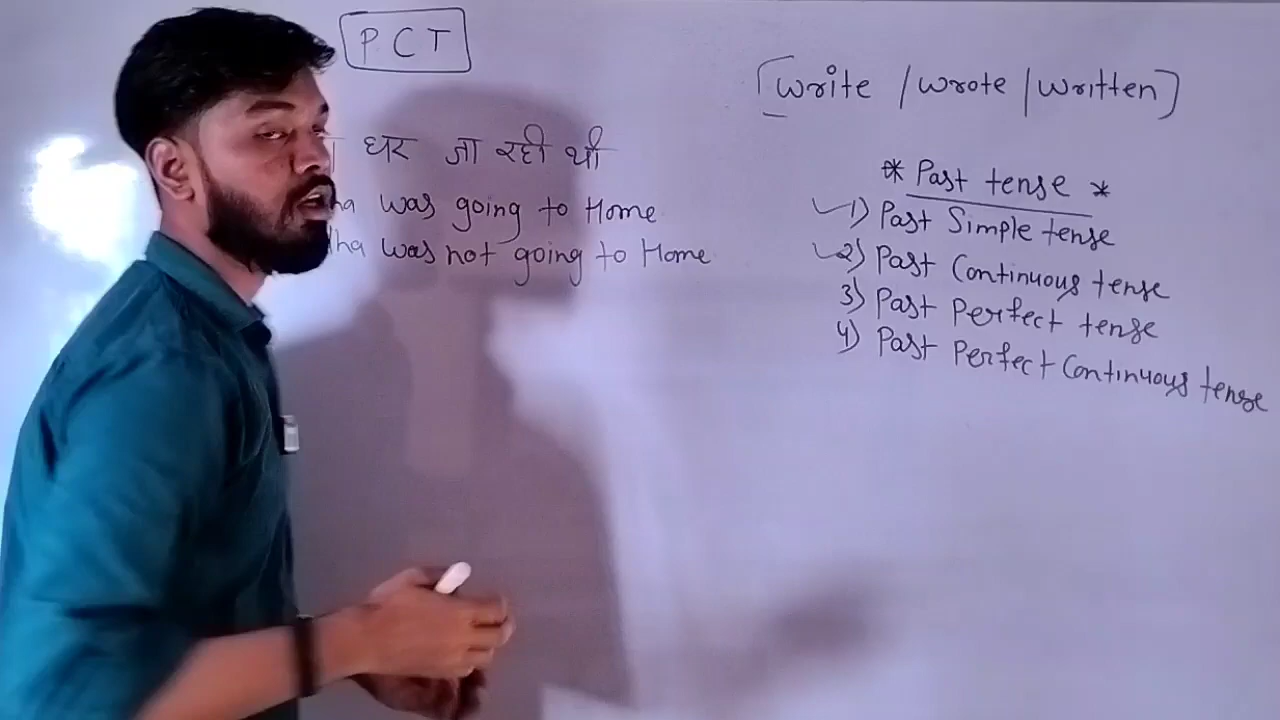 PCT
घर जा रही थी
was going to Home
was not going to Home
[write / wrote / written]
* Past tense *
1) Past Simple tense
2) Past Continuous tense
3) Past Perfect tense
4) Past Perfect Continuous tense